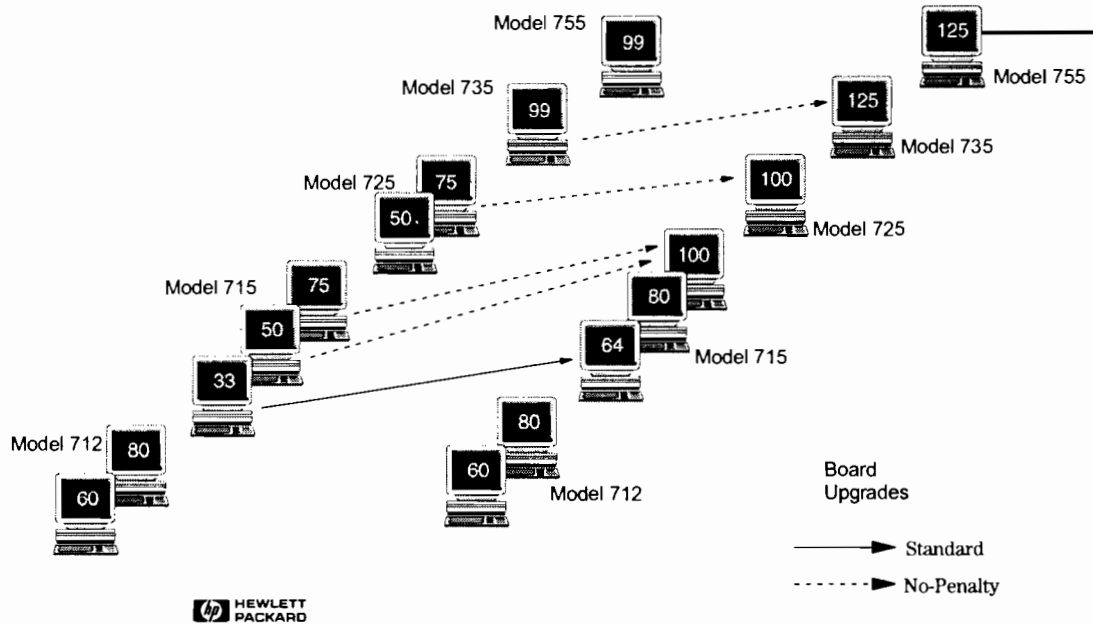 Model 755
99
125
Model 755
Model 735
99
125
Model 735
Model 725
75
50
100
Model 725
Model 715
75
50
33
100
80
64
Model 715
Model 712
80
60
80
60
Model 712
Board
Upgrades
Standard
No-Penalty
hp HEWLETT
PACKARD